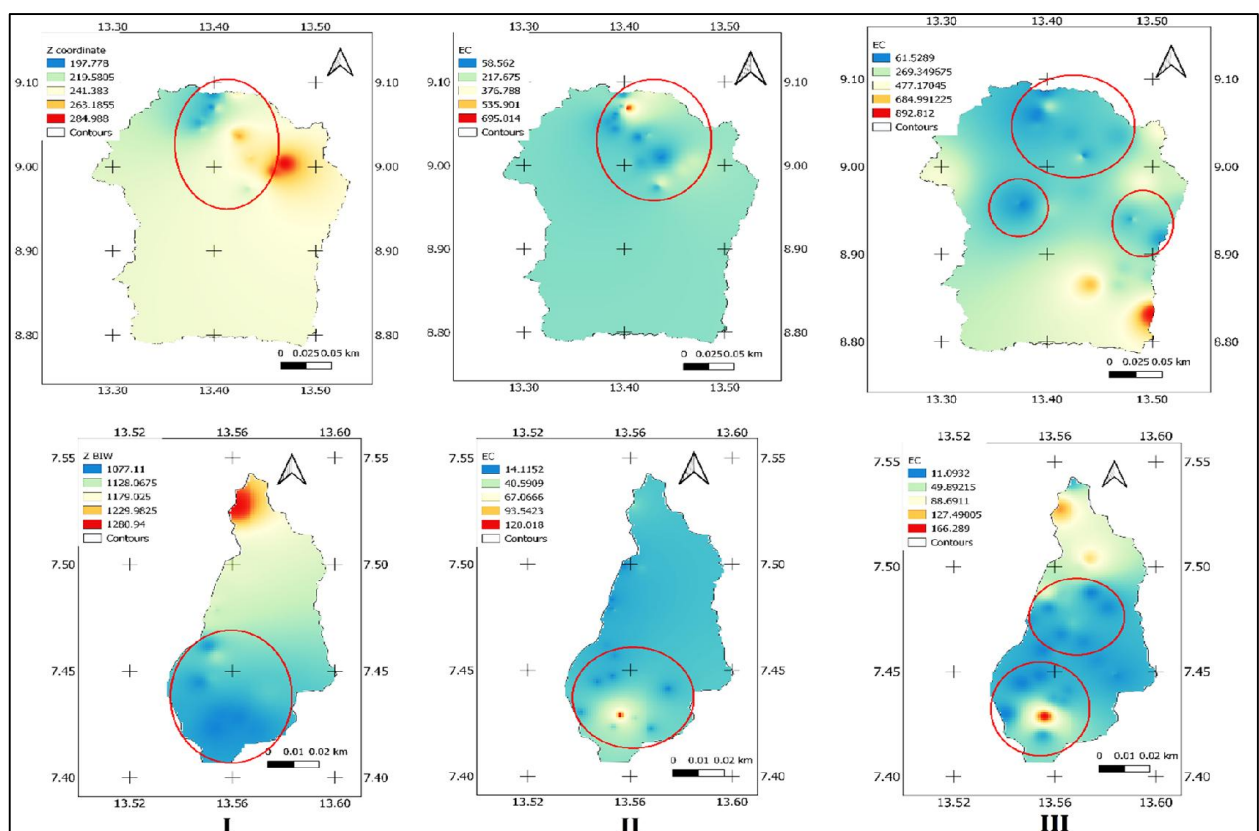 13.30 13.40 13.50
Z coordinate
197.778
219.5805
241.383
263.1855
284.988
Contours
9.10
9.00
8.90
8.80
9.10
9.00
8.90
8.80
0 0.025 0.05 km
13.30 13.40 13.50
13.30 13.40 13.50
EC
58.562
217.675
376.788
535.901
695.014
Contours
9.10
9.00
8.90
8.80
9.10
9.00
8.90
8.80
0 0.025 0.05 km
13.30 13.40 13.50
13.30 13.40 13.50
EC
61.5289
269.349675
477.17045
684.991225
892.812
Contours
9.10
9.00
8.90
8.80
9.10
9.00
8.90
8.80
0 0.025 0.05 km
13.30 13.40 13.50
13.52 13.56 13.60
Z BIW
1077.11
1128.0675
1179.025
1229.9825
1280.94
Contours
7.55
7.50
7.45
7.40
7.55
7.50
7.45
7.40
0 0.01 0.02 km
13.52 13.56 13.60
I
13.52 13.56 13.60
EC
14.1152
40.5909
67.0666
93.5423
120.018
Contours
7.55
7.50
7.45
7.40
7.55
7.50
7.45
7.40
0 0.01 0.02 km
13.52 13.56 13.60
II
13.52 13.56 13.60
EC
11.0932
49.89215
88.6911
127.49005
166.289
Contours
7.55
7.50
7.45
7.40
7.55
7.50
7.45
7.40
0 0.01 0.02 km
13.52 13.56 13.60
III